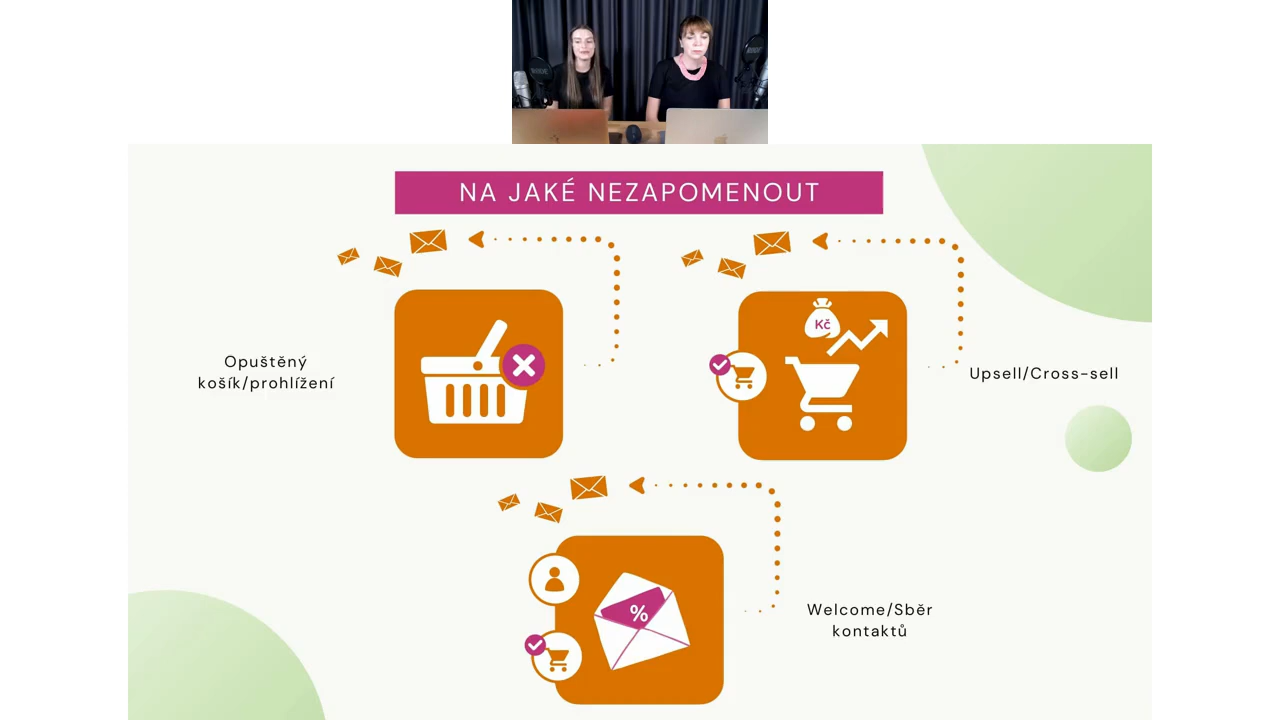 NA JAKÉ NEZAPOMENOUT
Opuštěný
košík/prohlížení
Kč
Upsell/Cross-sell
%
Welcome/Sběr
kontaktů